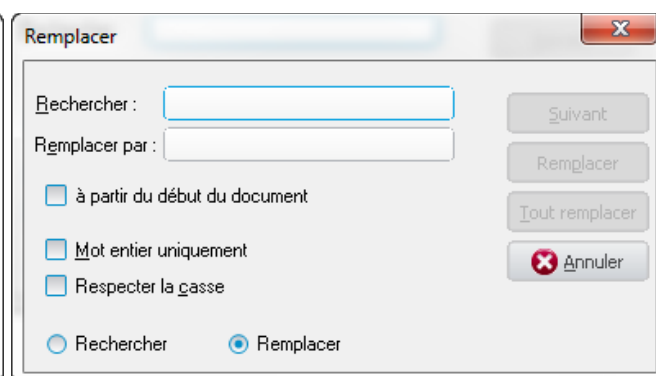 Remplacer
Rechercher :
Suivant
Remplacer par :
Remplacer
à partir du début du document
Tout remplacer
Mot entier uniquement
Annuler
Respecter la casse
Rechercher
Remplacer